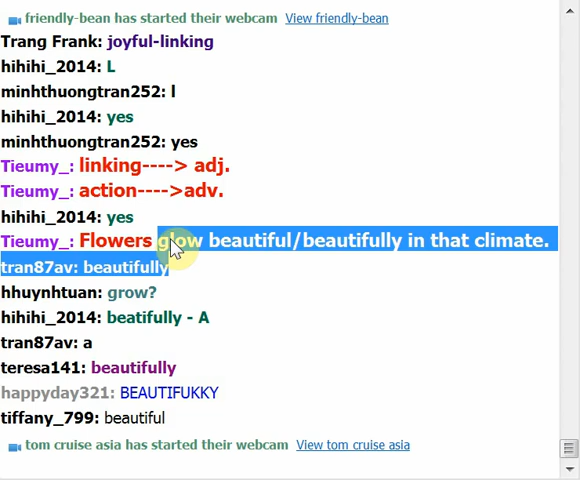 friendly-bean has started their webcam View friendly-bean
Trang Frank: joyful-linking
hihihi_2014: L
minhthuongtran252: l
hihihi_2014: yes
minhthuongtran252: yes
Tieumy_: linking----> adj.
Tieumy_: action---->adv.
hihihi_2014: yes
Tieumy_: Flowers glow beautiful/beautifully in that climate.
tran87av: beautifully
hhuynhtuan: grow?
hihihi_2014: beatifully - A
tran87av: a
teresa141: beautifully
happyday321: BEAUTIFUKKY
tiffany_799: beautiful
tom cruise asia has started their webcam View tom cruise asia